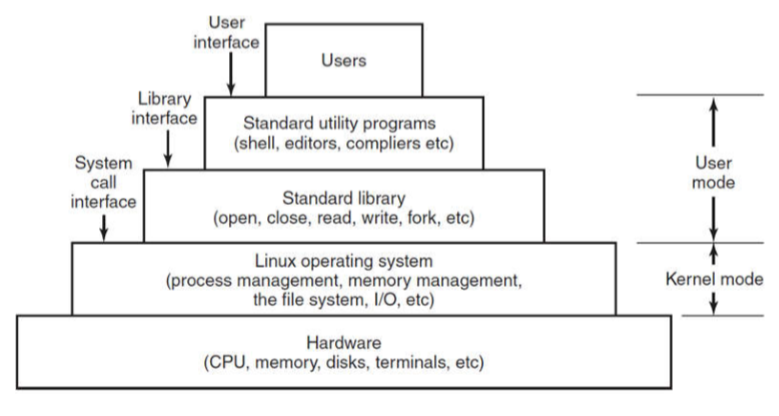 User
interface
Users
Library
interface
Standard utility programs
(shell, editors, compliers etc)
System
call
interface
User
mode
Standard library
(open, close, read, write, fork, etc)
Linux operating system
(process management, memory management,
the file system, I/O, etc)
Kernel mode
Hardware
(CPU, memory, disks, terminals, etc)